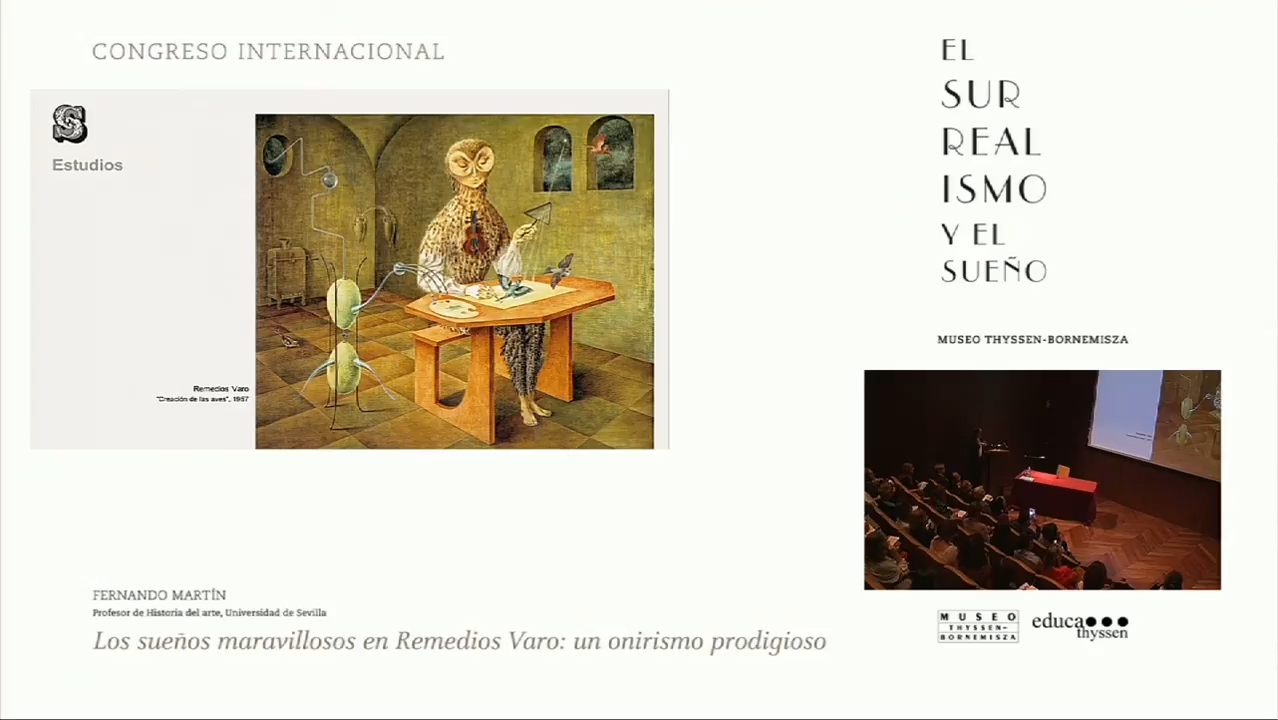 CONGRESO INTERNACIONAL
S
Estudios
Remedios Varo
"Creación de las aves", 1957
EL
SUR
REAL
ISMO
Y EL
SUEÑO
MUSEO THYSSEN-BORNEMISZA
FERNANDO MARTÍN
Profesor de Historia del arte, Universidad de Sevilla
Los sueños maravillosos en Remedios Varo: un onirismo prodigioso
MUSEO
THYSSEN-
BORNEMISZA
educa
thyssen